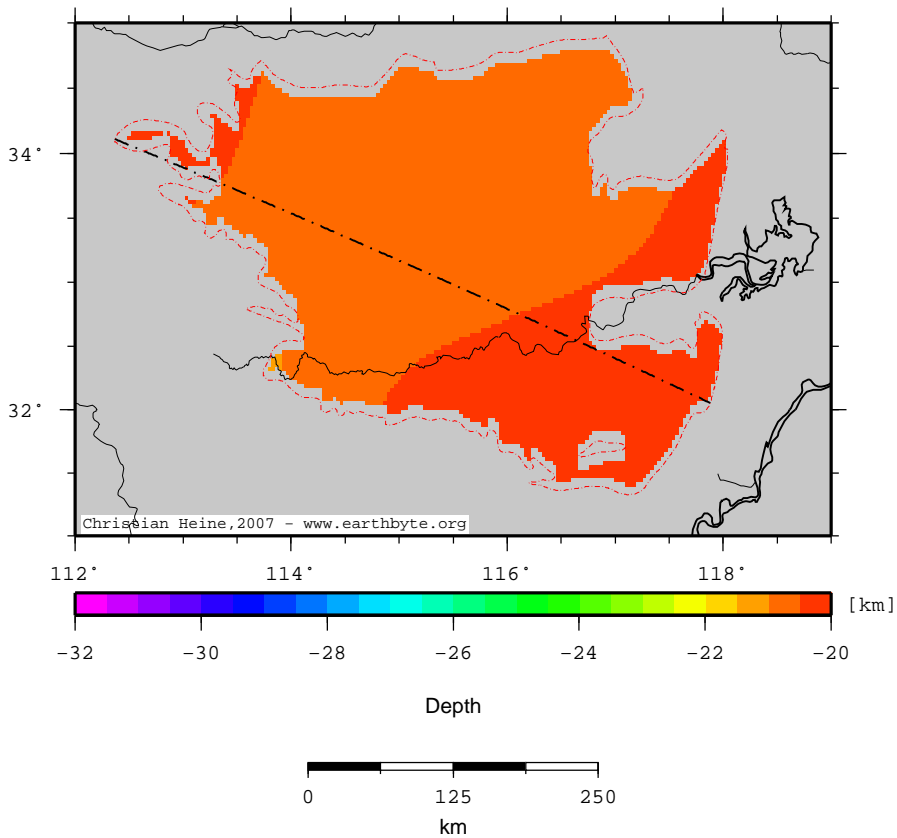 34°
32°
Chrissian Heine,2007 - www.earthbyte.org
112° 114° 116° 118°
[km]
-32 -30 -28 -26 -24 -22 -20
Depth
0 125 250
km